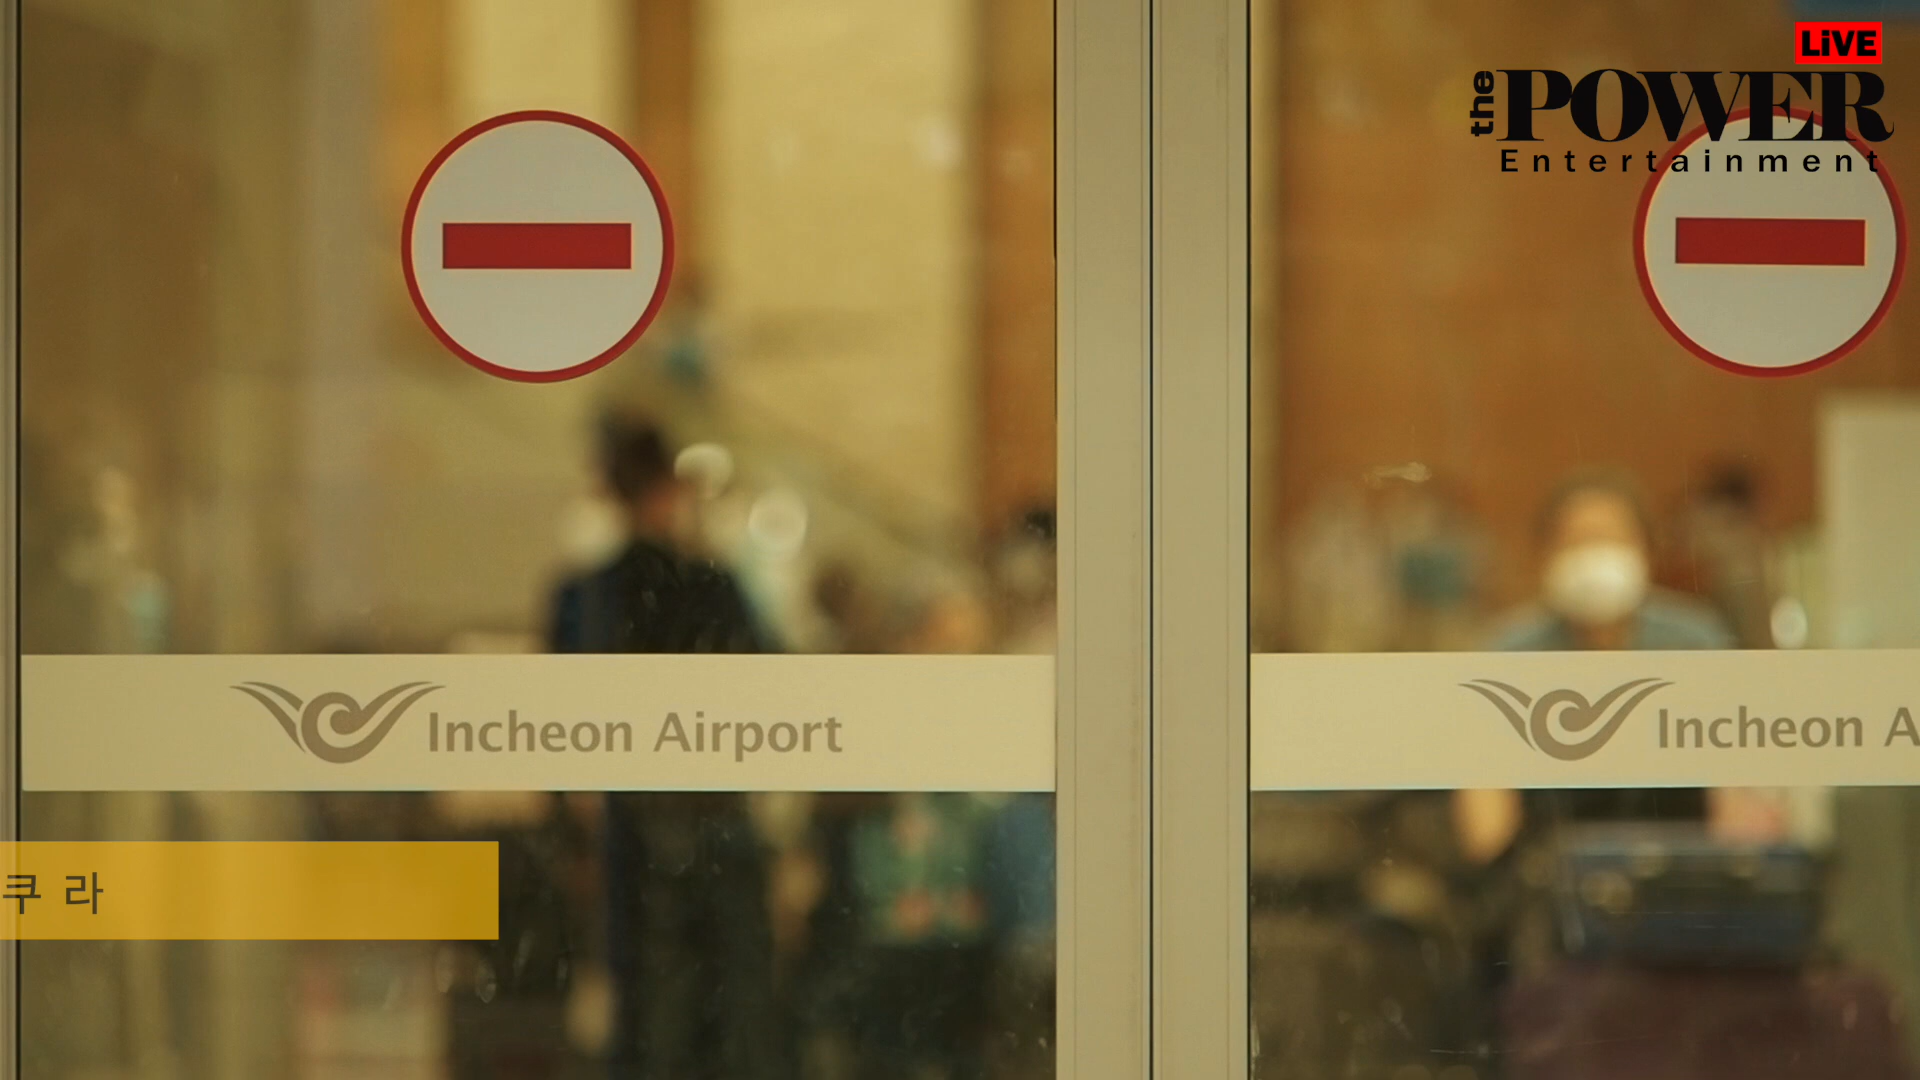 LiVE
the POWER
Entertainment
Incheon Airport
Incheon A
쿠 라